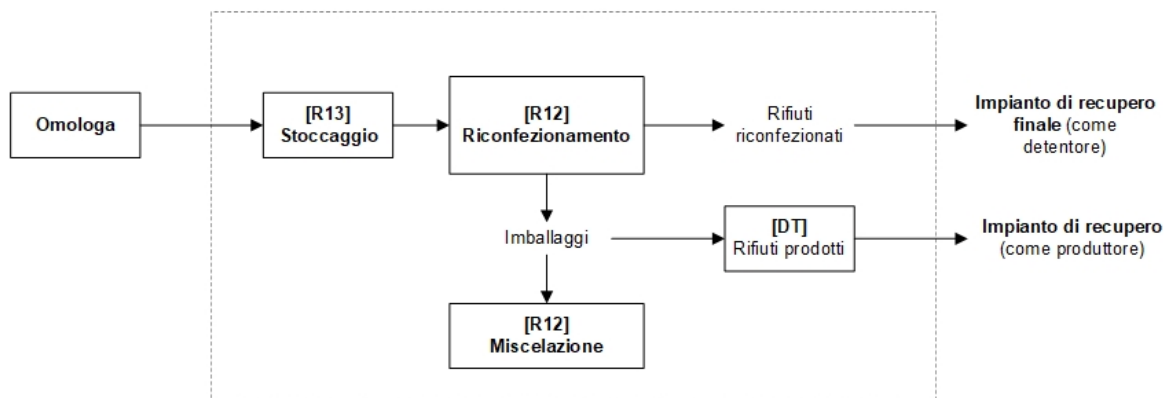 Omologa
[R13]
Stoccaggio
[R12]
Riconfezionamento
Rifiuti
riconfezionati
Impianto di recupero
finale (come
detentore)
Imballaggi
[DT]
Rifiuti prodotti
Impianto di recupero
(come produttore)
[R12]
Miscelazione